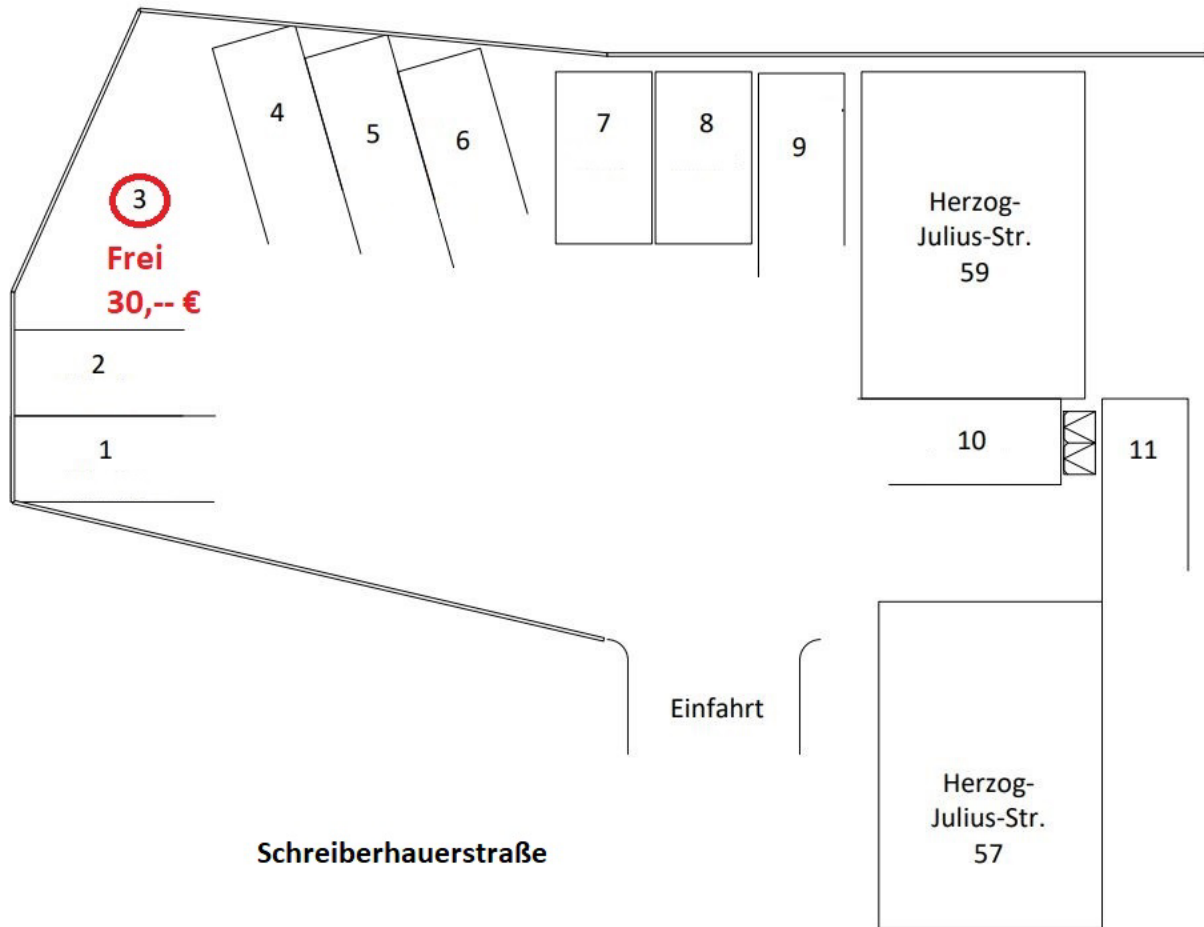 4
5
6
7
8
9
3
Frei
30,-- €
2
1
Herzog-
Julius-Str.
59
10
11
Einfahrt
Herzog-
Julius-Str.
57
Schreiberhauerstraße